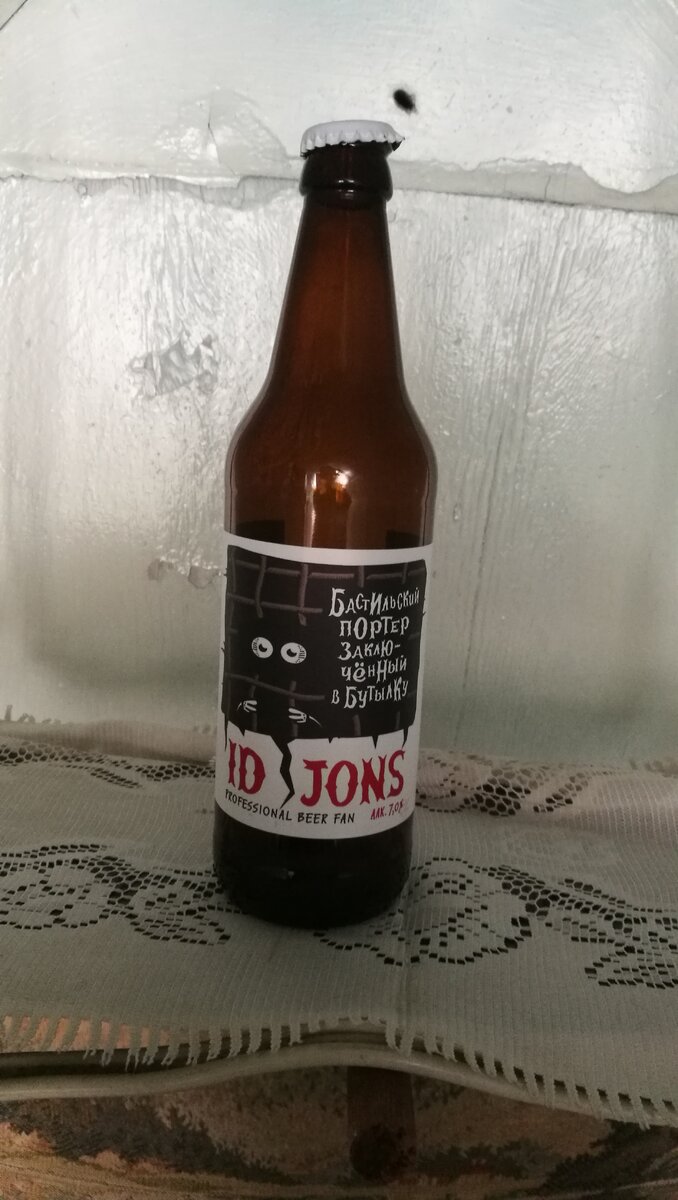 БастИльский
поРтеР
заклю-
чённый
в БутылКу
ID JONS
PROFESSIONAL BEER FAN АЛК. 7,0%